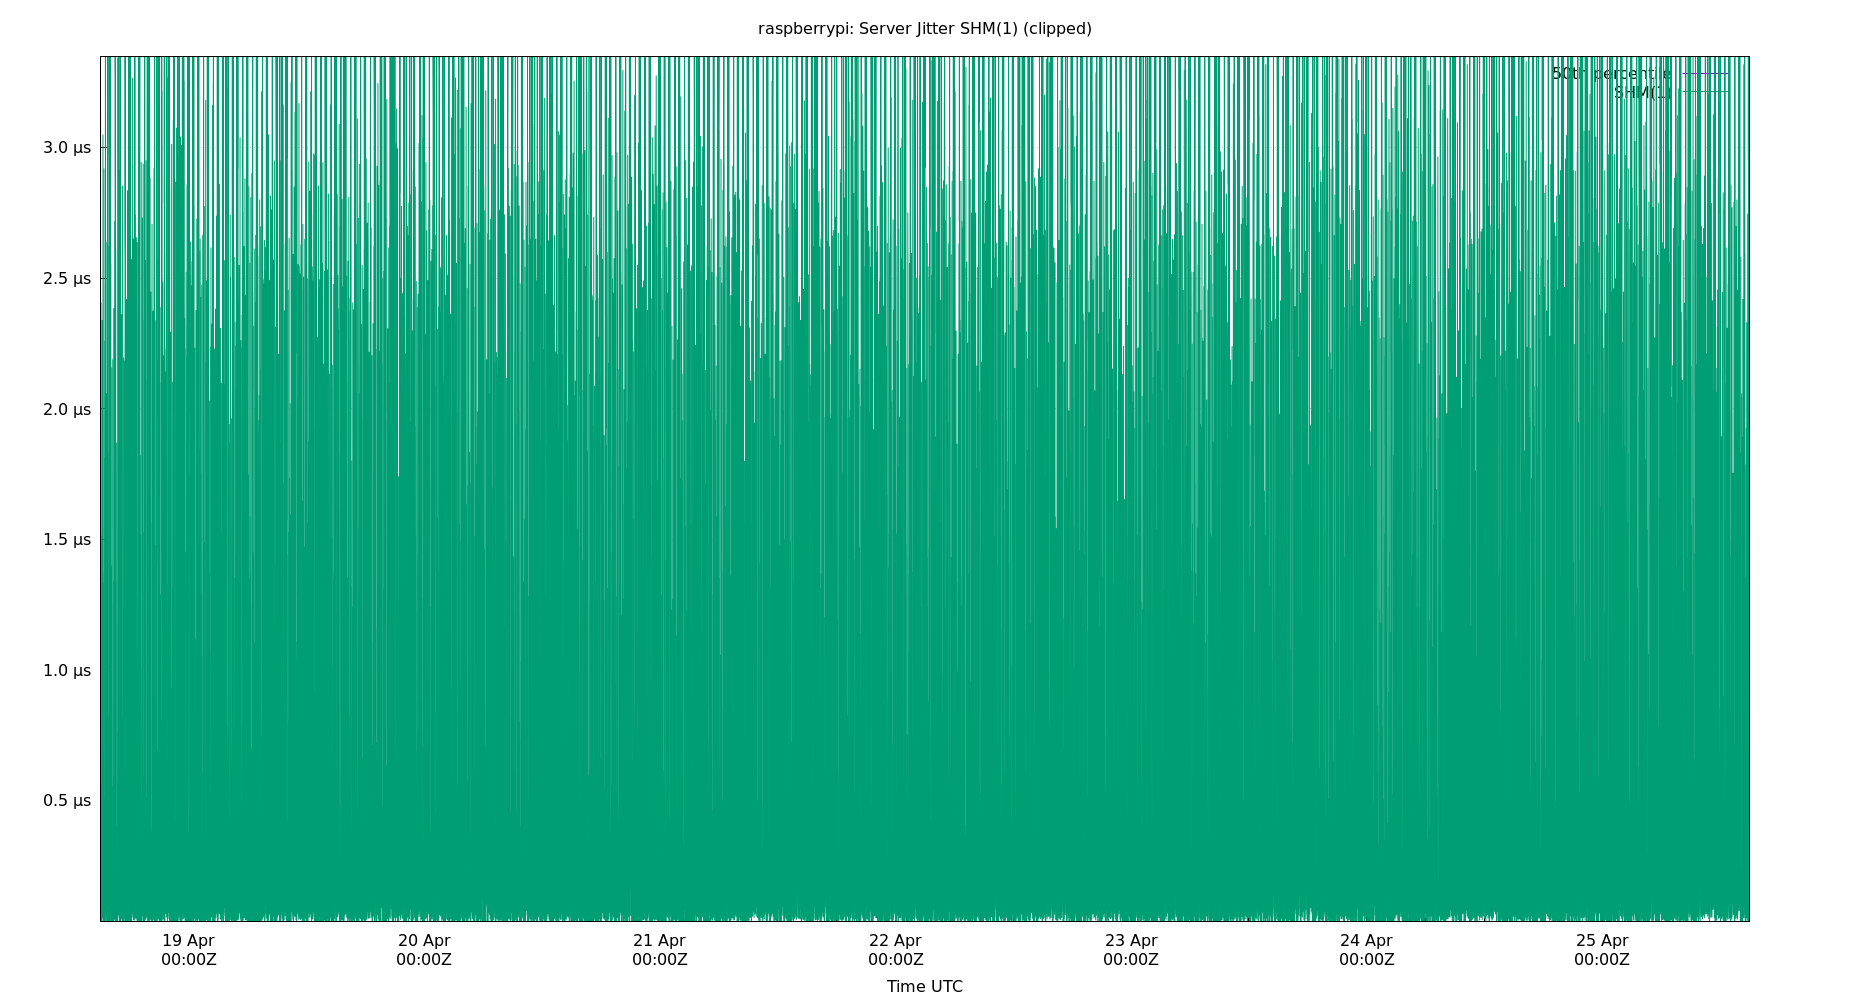 raspberrypi: Server Jitter SHM(1) (clipped)
50th percentile
SHM(1)
3.0 µs
2.5 µs
2.0 µs
1.5 µs
1.0 µs
0.5 µs
19 Apr 20 Apr 21 Apr 22 Apr 23 Apr 24 Apr 25 Apr
00:00Z 00:00Z 00:00Z 00:00Z 00:00Z 00:00Z 00:00Z
Time UTC